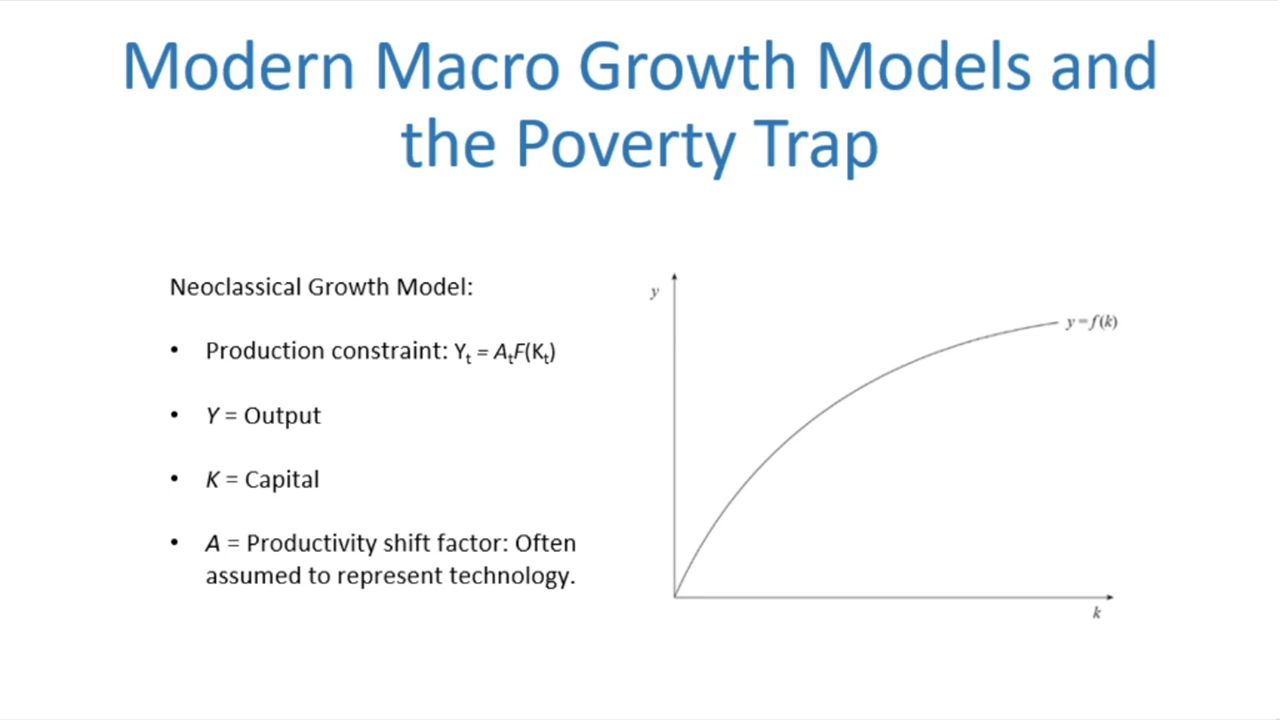 Modern Macro Growth Models and
the Poverty Trap
Neoclassical Growth Model:
• Production constraint: Yt = AtF(Kt)
• Y = Output
• K = Capital
• A = Productivity shift factor: Often
assumed to represent technology.
y
y=f(k)
k